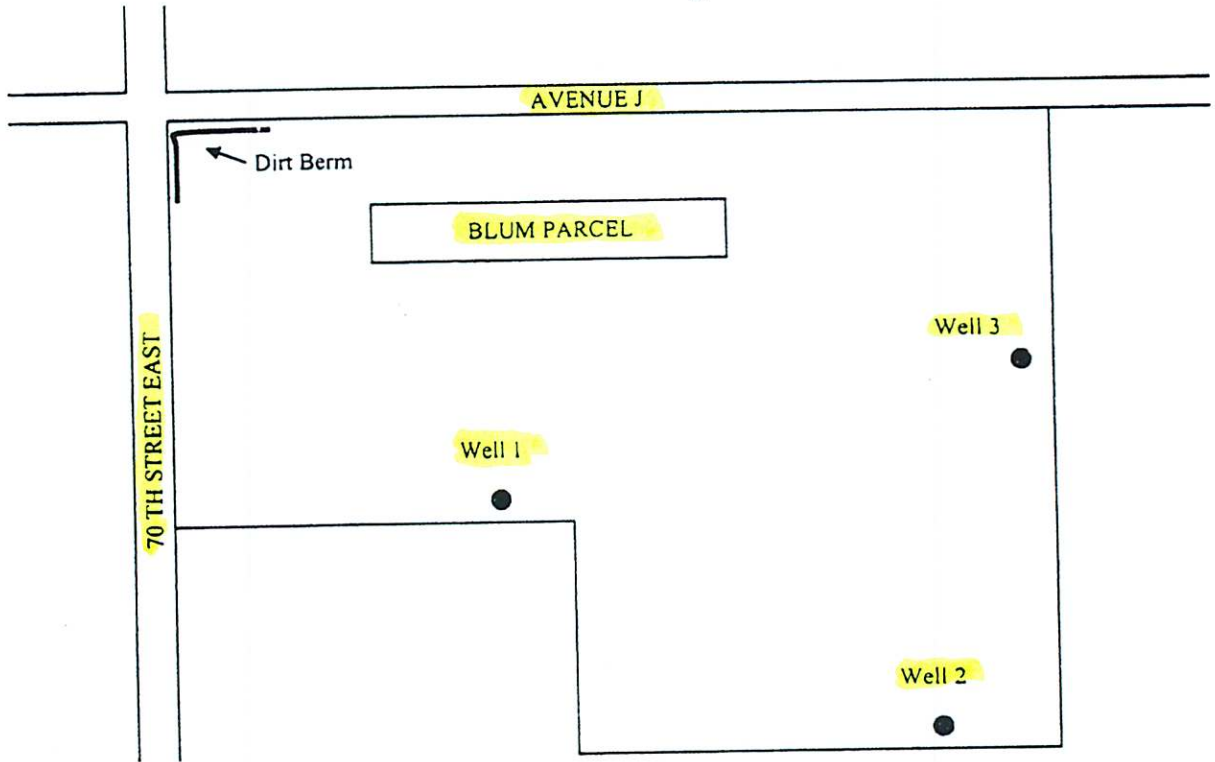 AVENUE J
Dirt Berm
BLUM PARCEL
Well 3
70 TH STREET EAST
Well 1
Well 2